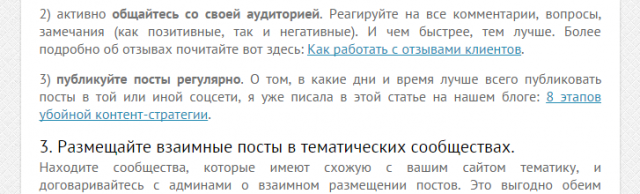 2) активно общайтесь со своей аудиторией. Реагируйте на все комментарии, вопросы,
замечания (как позитивные, так и негативные). И чем быстрее, тем лучше. Более
подробно об отзывах почитайте вот здесь: Как работать с отзывами клиентов.
3) публикуйте посты регулярно. О том, в какие дни и время лучше всего публиковать
посты в той или иной соцсети, я уже писала в этой статье на нашем блоге: 8 этапов
убойной контент-стратегии.
3. Размещайте взаимные посты в тематических сообществах.
Находите сообщества, которые имеют схожую с вашим сайтом тематику, и
договаривайтесь с админами о взаимном размещении постов. Это выгодно обеим